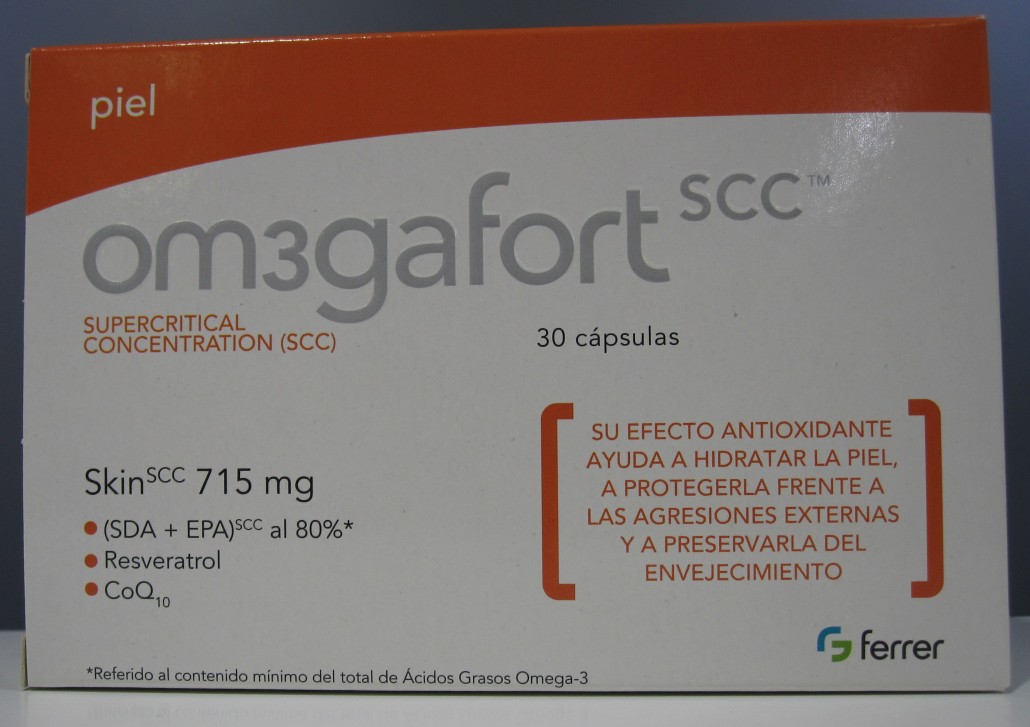 piel
om3gafort SCC™
SUPERCRITICAL
CONCENTRATION (SCC)
30 cápsulas
Skin SCC 715 mg
• (SDA + EPA)SCC al 80%*
• Resveratrol
• CoQ10
SU EFECTO ANTIOXIDANTE
AYUDA A HIDRATAR LA PIEL,
A PROTEGERLA FRENTE A
LAS AGRESIONES EXTERNAS
Y A PRESERVARLA DEL
ENVEJECIMIENTO
ferrer
*Referido al contenido mínimo del total de Ácidos Grasos Omega-3